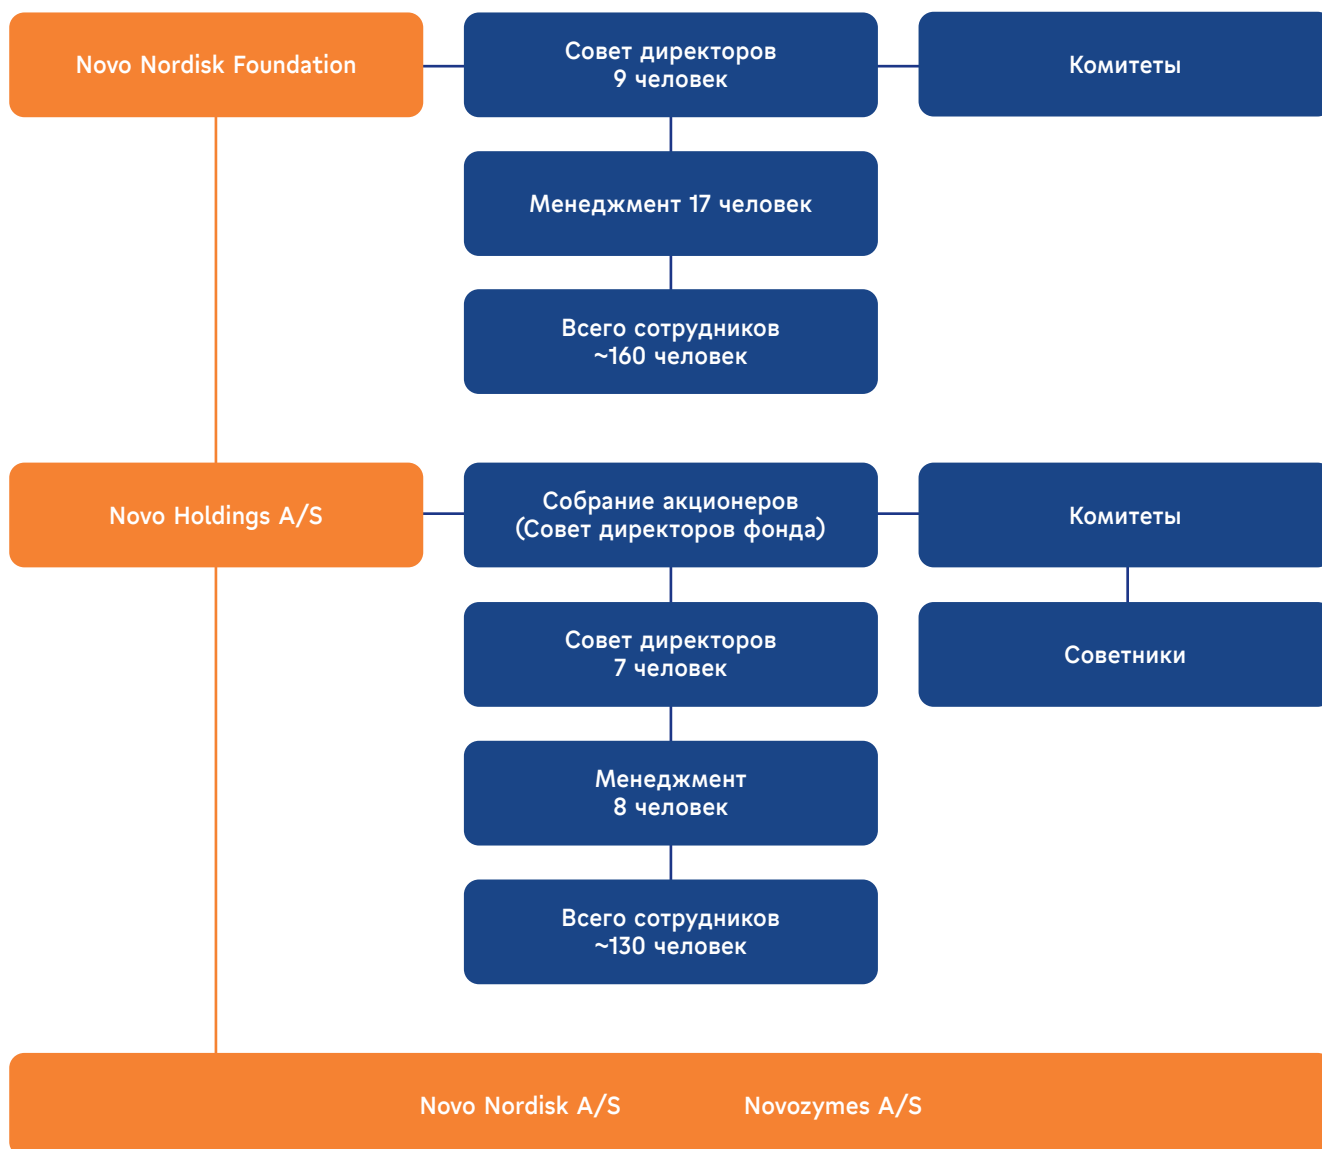 Novo Nordisk Foundation
Совет директоров
9 человек
Комитеты
Менеджмент 17 человек
Всего сотрудников
~160 человек
Novo Holdings A/S
Собрание акционеров
(Совет директоров фонда)
Комитеты
Совет директоров
7 человек
Советники
Менеджмент
8 человек
Всего сотрудников
~130 человек
Novo Nordisk A/S
Novozymes A/S